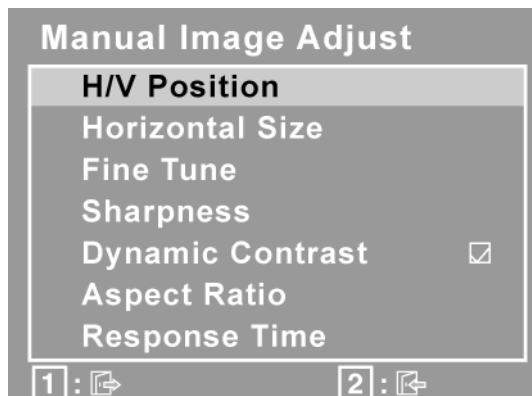 Manual Image Adjust
H/V Position
Horizontal Size
Fine Tune
Sharpness
Dynamic Contrast
Aspect Ratio
Response Time
1 : 2 :